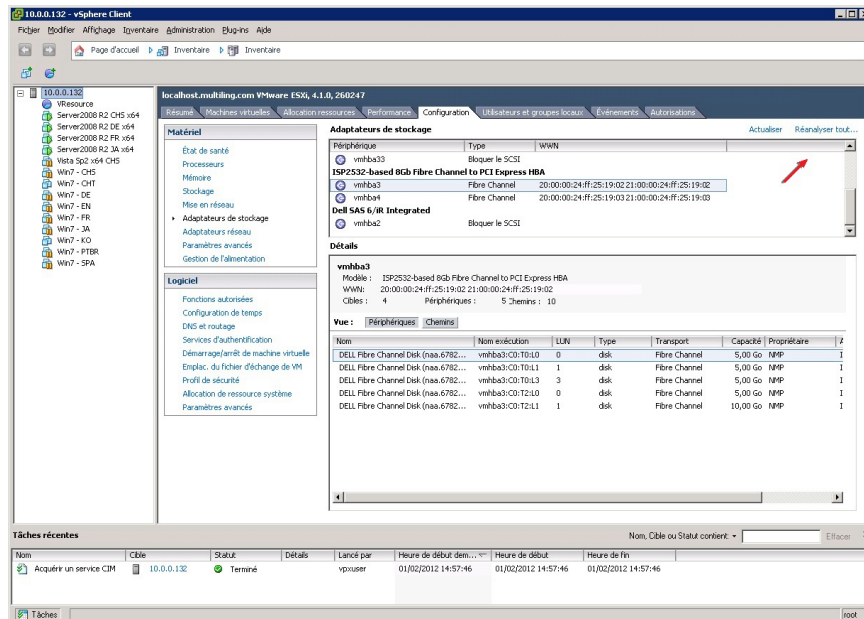 10.0.0.132 - vSphere Client
Fichier Modifier Affichage Inventaire Administration Plug-ins Aide
Page d'accueil Inventaire Inventaire
10.0.0.132
VResource
Server2008 R2 CHS x64
Server2008 R2 DE x64
Server2008 R2 FR x64
Server2008 R2 JA x64
Vista Sp2 x64 CHS
Win7 - CHS
Win7 - CHT
Win7 - DE
Win7 - EN
Win7 - FR
Win7 - JA
Win7 - KO
Win7 - PTBR
Win7 - SPA
localhost.multiling.com VMware ESXi, 4.1.0, 260247
Résumé Machines virtuelles Allocation ressources Performance Configuration Utilisateurs et groupes locaux Événements Autorisations
Matériel
État de santé
Processeurs
Mémoire
Stockage
Mise en réseau
Adaptateurs de stockage
Adaptateurs réseau
Paramètres avancés
Gestion de l'alimentation
Logiciel
Fonctions autorisées
Configuration de temps
DNS et routage
Services d'authentification
Démarrage/arrêt de machine virtuelle
Emplac. du fichier d'échange de VM
Profil de sécurité
Allocation de ressource système
Paramètres avancés
Adaptateurs de stockage Actualiser Réanalyser tout...
Périphérique Type WWN
vmhba33 Bloquer le SCSI
ISP2532-based 8Gb Fibre Channel to PCI Express HBA
vmhba3 Fibre Channel 20:00:00:24:ff:25:19:02 21:00:00:24:ff:25:19:02
vmhba4 Fibre Channel 20:00:00:24:ff:25:19:03 21:00:00:24:ff:25:19:03
Dell SAS 6/iR Integrated
vmhba2 Bloquer le SCSI
Détails
vmhba3
Modèle : ISP2532-based 8Gb Fibre Channel to PCI Express HBA
WWN: 20:00:00:24:ff:25:19:02 21:00:00:24:ff:25:19:02
Cibles : 4 Périphériques : 5 Chemins : 10
Vue : Périphériques Chemins
Nom Nom exécution LUN Type Transport Capacité Propriétaire
DELL Fibre Channel Disk (naa.6782... vmhba3:C0:T0:L0 0 disk Fibre Channel 5,00 Go NMP
DELL Fibre Channel Disk (naa.6782... vmhba3:C0:T0:L1 1 disk Fibre Channel 5,00 Go NMP
DELL Fibre Channel Disk (naa.6782... vmhba3:C0:T0:L3 3 disk Fibre Channel 5,00 Go NMP
DELL Fibre Channel Disk (naa.6782... vmhba3:C0:T2:L0 0 disk Fibre Channel 5,00 Go NMP
DELL Fibre Channel Disk (naa.6782... vmhba3:C0:T2:L1 1 disk Fibre Channel 10,00 Go NMP
Tâches récentes Nom, Cible ou Statut contient: Effacer
Nom Cible Statut Détails Lancé par Heure de début dem... Heure de début Heure de fin
Acquérir un service CIM 10.0.0.132 Terminé vpxuser 01/02/2012 14:57:46 01/02/2012 14:57:46 01/02/2012 14:57:46
Tâches root